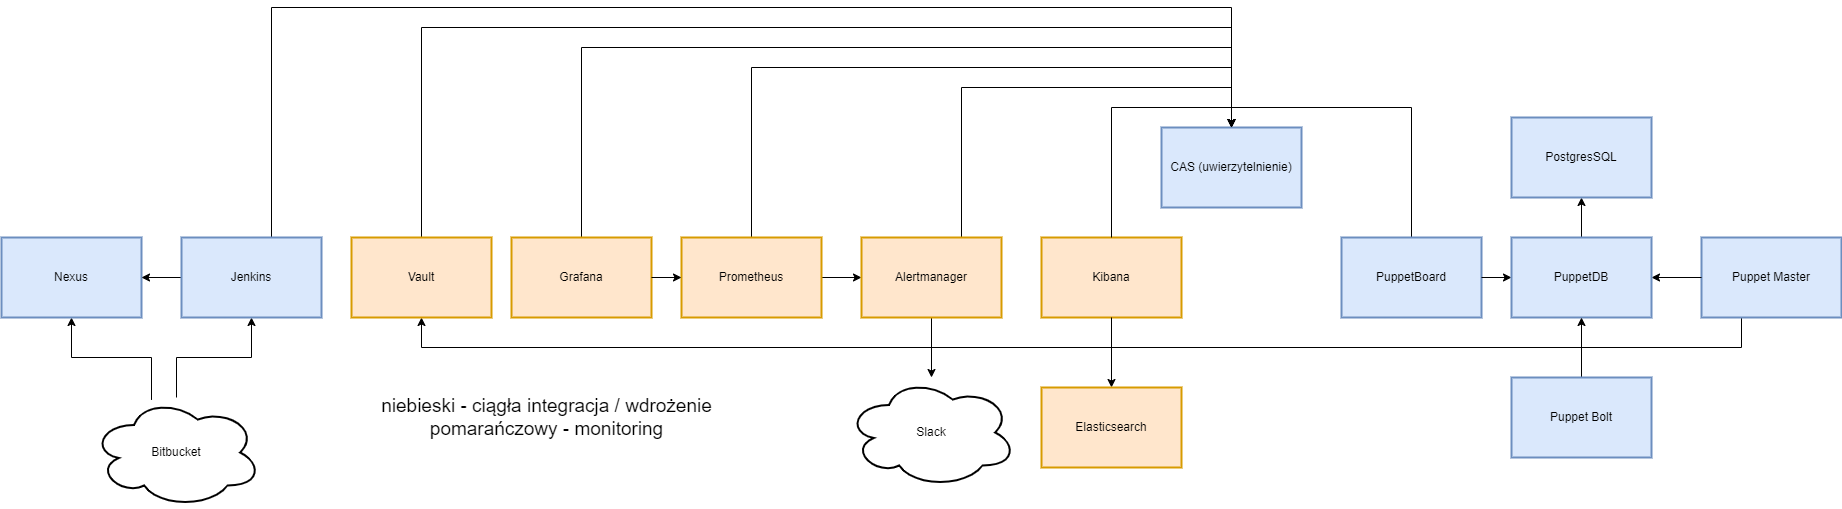 CAS (uwierzytelnienie)
PostgresSQL
Nexus
Jenkins
Vault
Grafana
Prometheus
Alertmanager
Kibana
PuppetBoard
PuppetDB
Puppet Master
niebieski - ciągła integracja / wdrożenie
pomarańczowy - monitoring
Bitbucket
Slack
Elasticsearch
Puppet Bolt